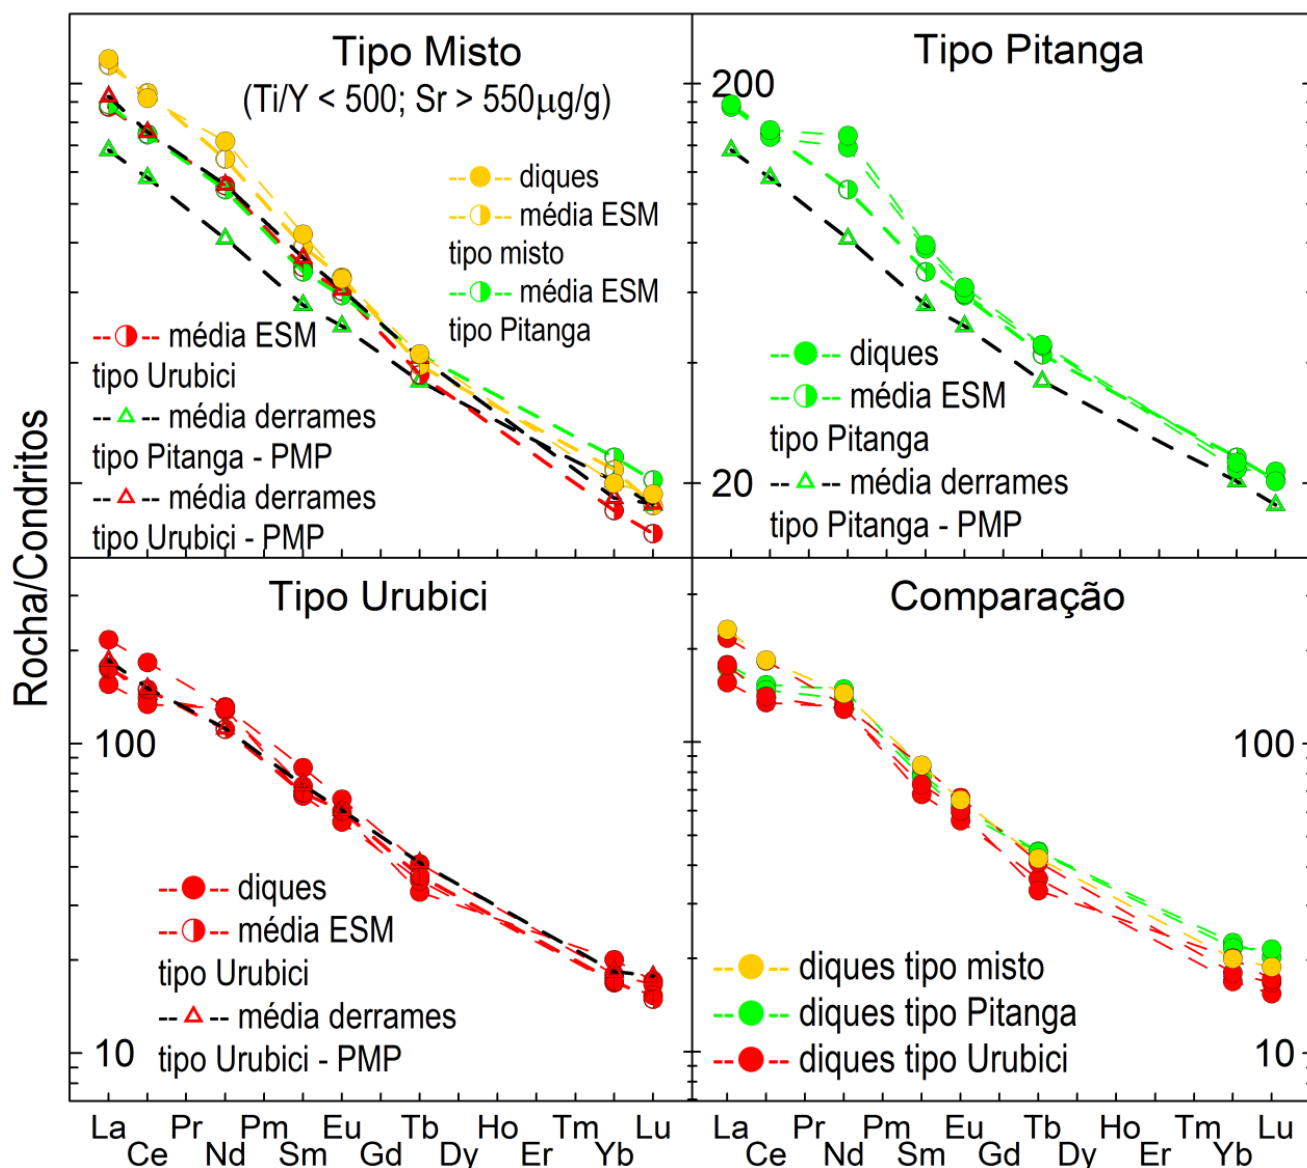 Tipo Misto
(Ti/Y < 500; Sr > 550µg/g)
diques
média ESM
tipo misto
média ESM
tipo Pitanga
média ESM
tipo Urubici
média derrames
tipo Pitanga - PMP
média derrames
tipo Urubici - PMP
Tipo Pitanga
200
20
diques
média ESM
tipo Pitanga
média derrames
tipo Pitanga - PMP
Rocha/Condritos
Tipo Urubici
100
10
diques
média ESM
tipo Urubici
média derrames
tipo Urubici - PMP
Comparação
100
10
diques tipo misto
diques tipo Pitanga
diques tipo Urubici
La Pr Pm Eu Tb Ho Tm Lu
Ce Nd Sm Gd Dy Er Yb
La Pr Pm Eu Tb Ho Tm Lu
Ce Nd Sm Gd Dy Er Yb